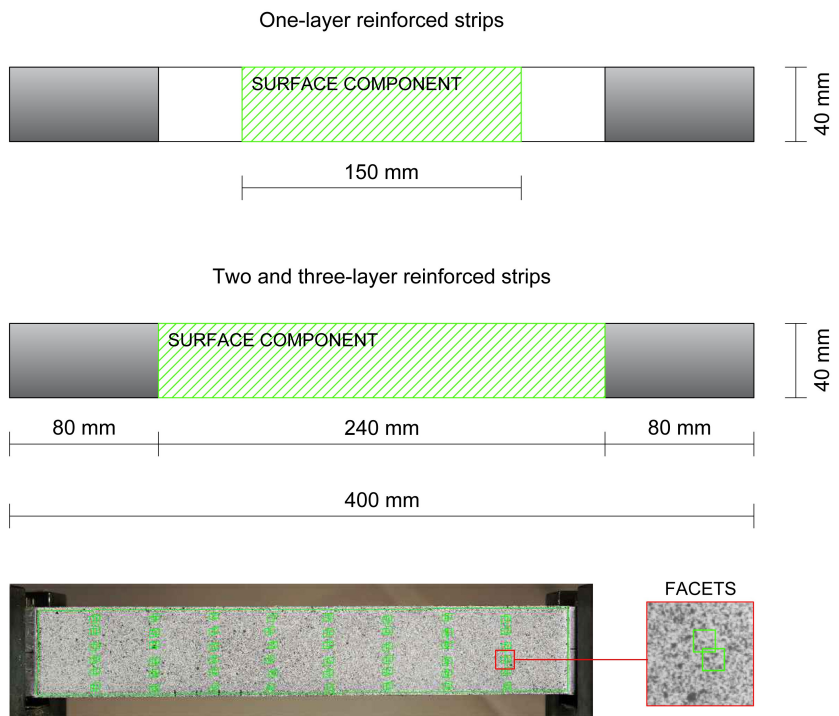 One-layer reinforced strips
SURFACE COMPONENT
40 mm
150 mm
Two and three-layer reinforced strips
SURFACE COMPONENT
40 mm
80 mm
240 mm
80 mm
400 mm
FACETS